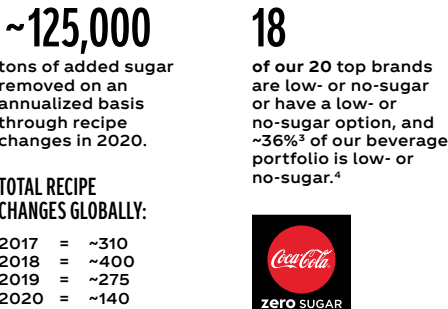 ~125,000
tons of added sugar
removed on an
annualized basis
through recipe
changes in 2020.
TOTAL RECIPE
CHANGES GLOBALLY:
2017 = ~310
2018 = ~400
2019 = ~275
2020 = ~140
18
of our 20 top brands
are low- or no-sugar
or have a low- or
no-sugar option, and
~36%³ of our beverage
portfolio is low- or
no-sugar.⁴
Coca-Cola
zero SUGAR